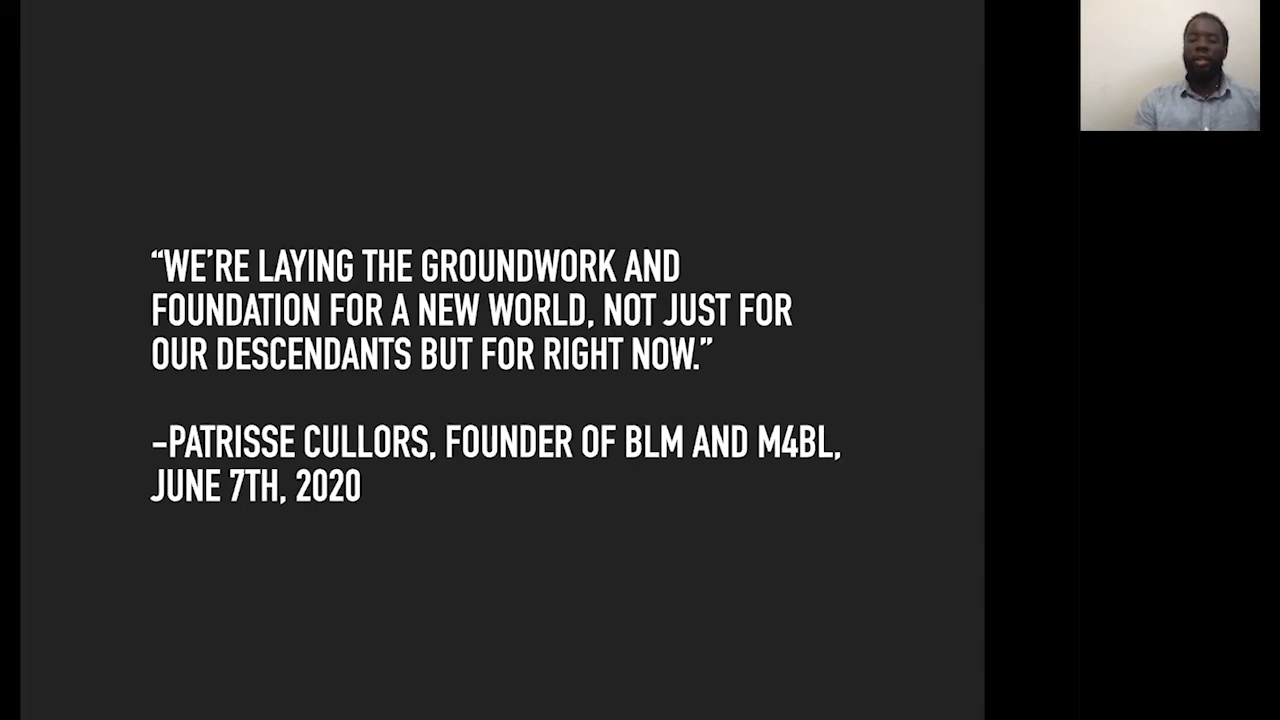 “WE’RE LAYING THE GROUNDWORK AND
FOUNDATION FOR A NEW WORLD, NOT JUST FOR
OUR DESCENDANTS BUT FOR RIGHT NOW.”
–PATRISSE CULLORS, FOUNDER OF BLM AND M4BL,
JUNE 7TH, 2020